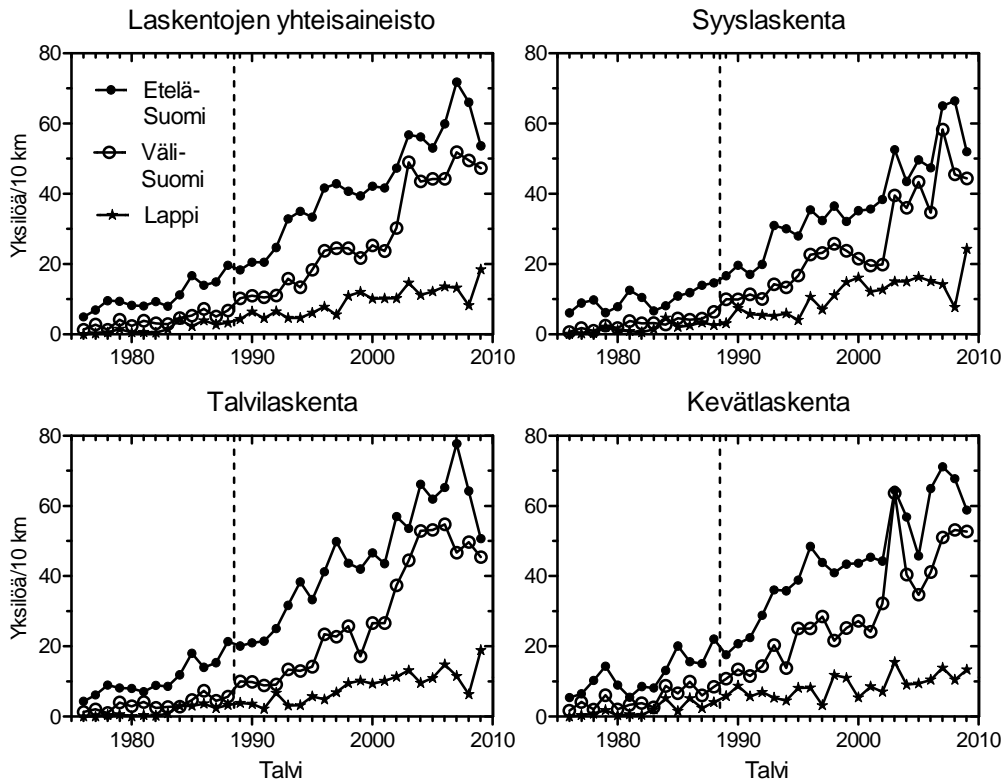 Laskentojen yhteisaineisto
Syyslaskenta
80
60
40
20
0
Yksilöä/10 km
Etelä-
Suomi
Väli-
Suomi
Lappi
1980
1990
2000
2010
80
60
40
20
0
1980
1990
2000
2010
Talvilaskenta
Kevätlaskenta
80
60
40
20
0
Yksilöä/10 km
1980
1990
2000
2010
Talvi
80
60
40
20
0
1980
1990
2000
2010
Talvi